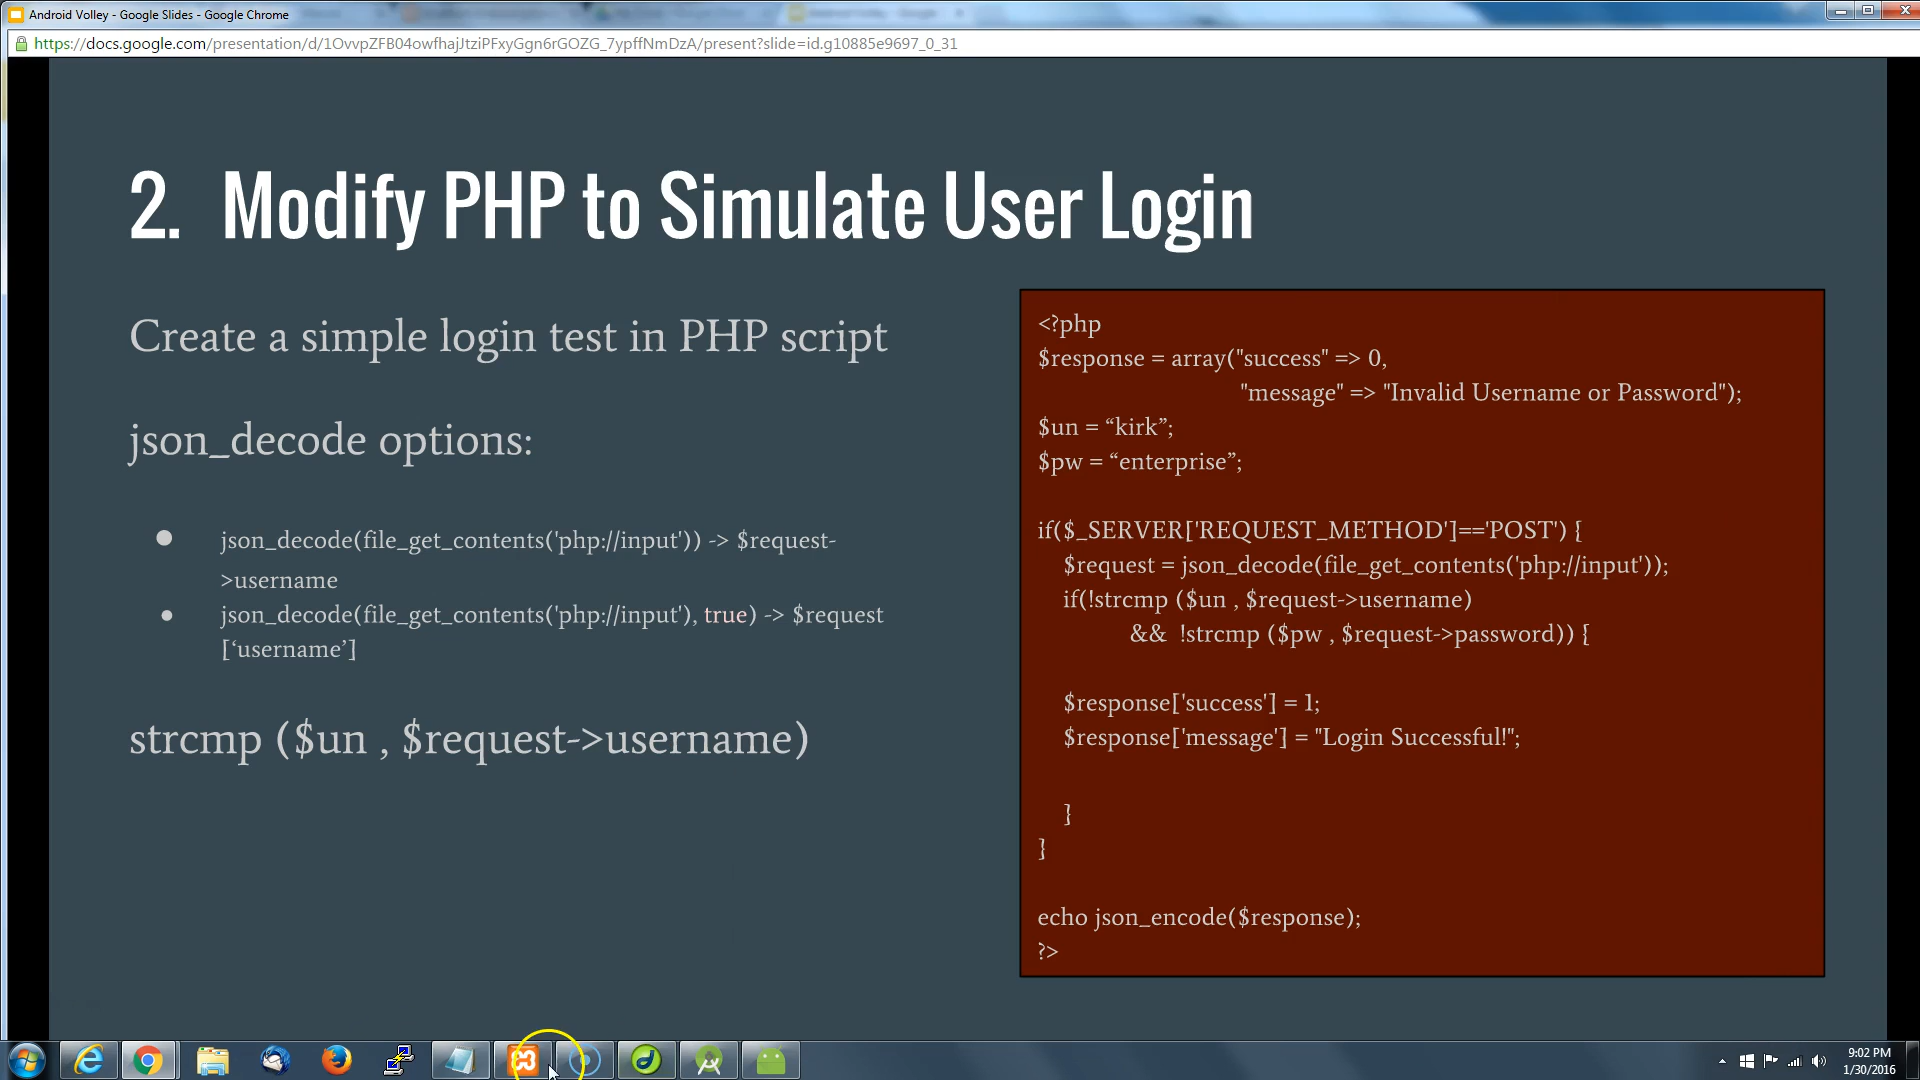 Android Volley - Google Slides - Google Chrome
https://docs.google.com/presentation/d/1OvvpZFB04owfhajJtziPFxyGgn6rGOZG_7ypffNmDzA/present?slide=id.g10885e9697_0_31
2. Modify PHP to Simulate User Login
Create a simple login test in PHP script
json_decode options:
● json_decode(file_get_contents('php://input')) -> $request-
>username
● json_decode(file_get_contents('php://input'), true) -> $request
[‘username’]
strcmp ($un , $request->username)
<?php
$response = array("success" => 0,
"message" => "Invalid Username or Password");
$un = “kirk”;
$pw = “enterprise”;
if($_SERVER['REQUEST_METHOD']=='POST') {
$request = json_decode(file_get_contents('php://input'));
if(!strcmp ($un , $request->username)
&& !strcmp ($pw , $request->password)) {
$response['success'] = 1;
$response['message'] = "Login Successful!";
}
}
echo json_encode($response);
?>
9:02 PM
1/30/2016